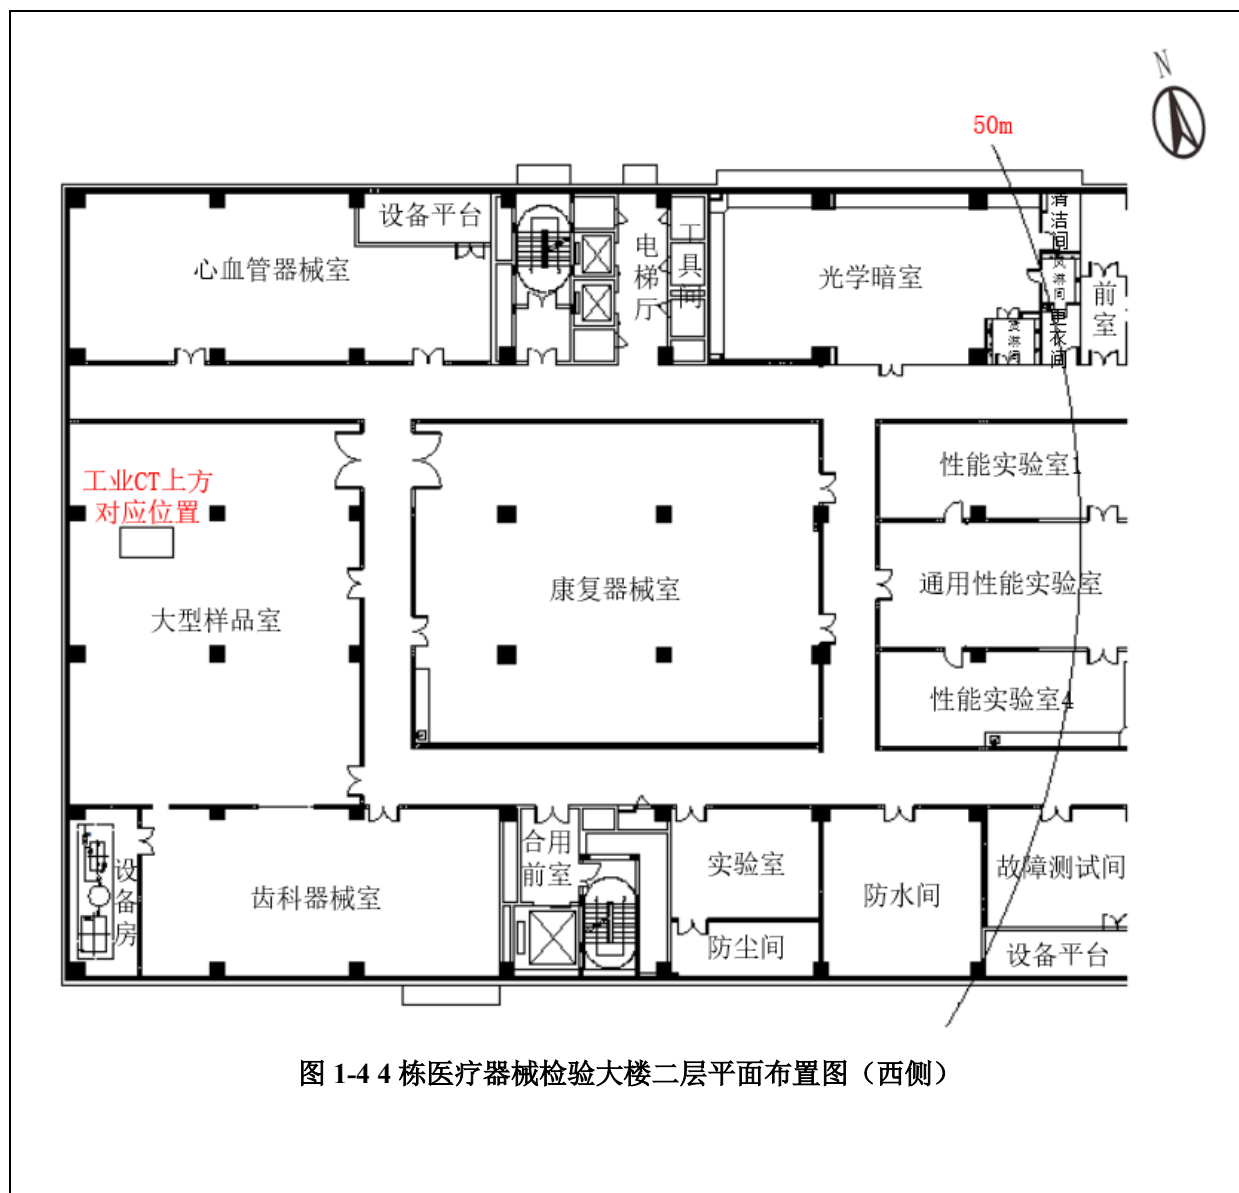 N
50m
设备平台
心血管器械室
电梯厅
工具间
光学暗室
清洁间
风淋间
前室
更衣间
风淋间
工业CT上方
对应位置
性能实验室1
康复器械室
通用性能实验室
大型样品室
性能实验室4
设备房
齿科器械室
合用
前室
实验室
防尘间
防水间
故障测试间
设备平台
图 1-4 4 栋医疗器械检验大楼二层平面布置图（西侧）